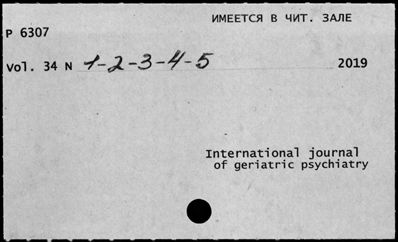 ИМЕЕТСЯ В ЧИТ. ЗАЛЕ
P 6307
Vol. 34 N 1-2-3-4-5 2019
International journal
of geriatric psychiatry